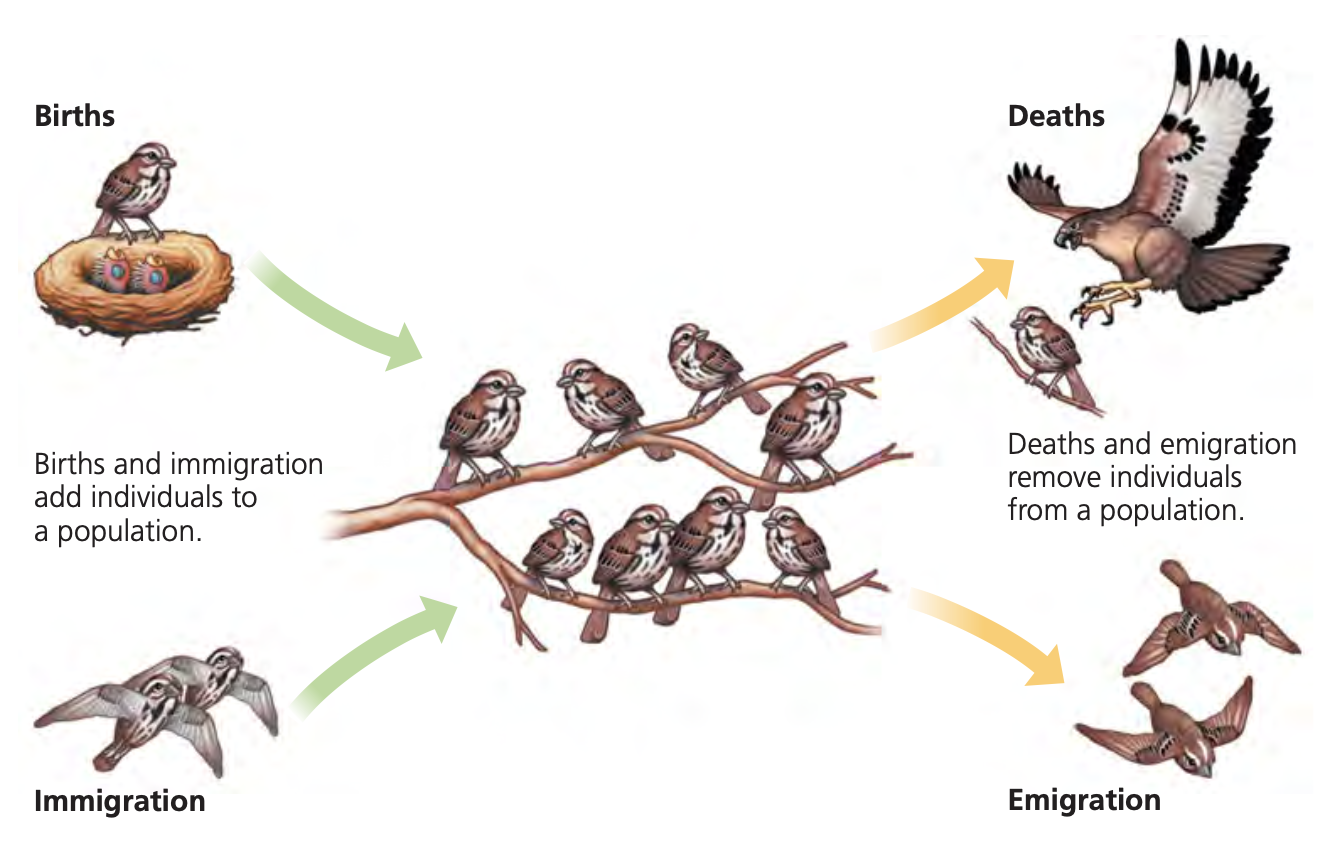 Births
Births and immigration
add individuals to
a population.
Immigration
Deaths
Deaths and emigration
remove individuals
from a population.
Emigration